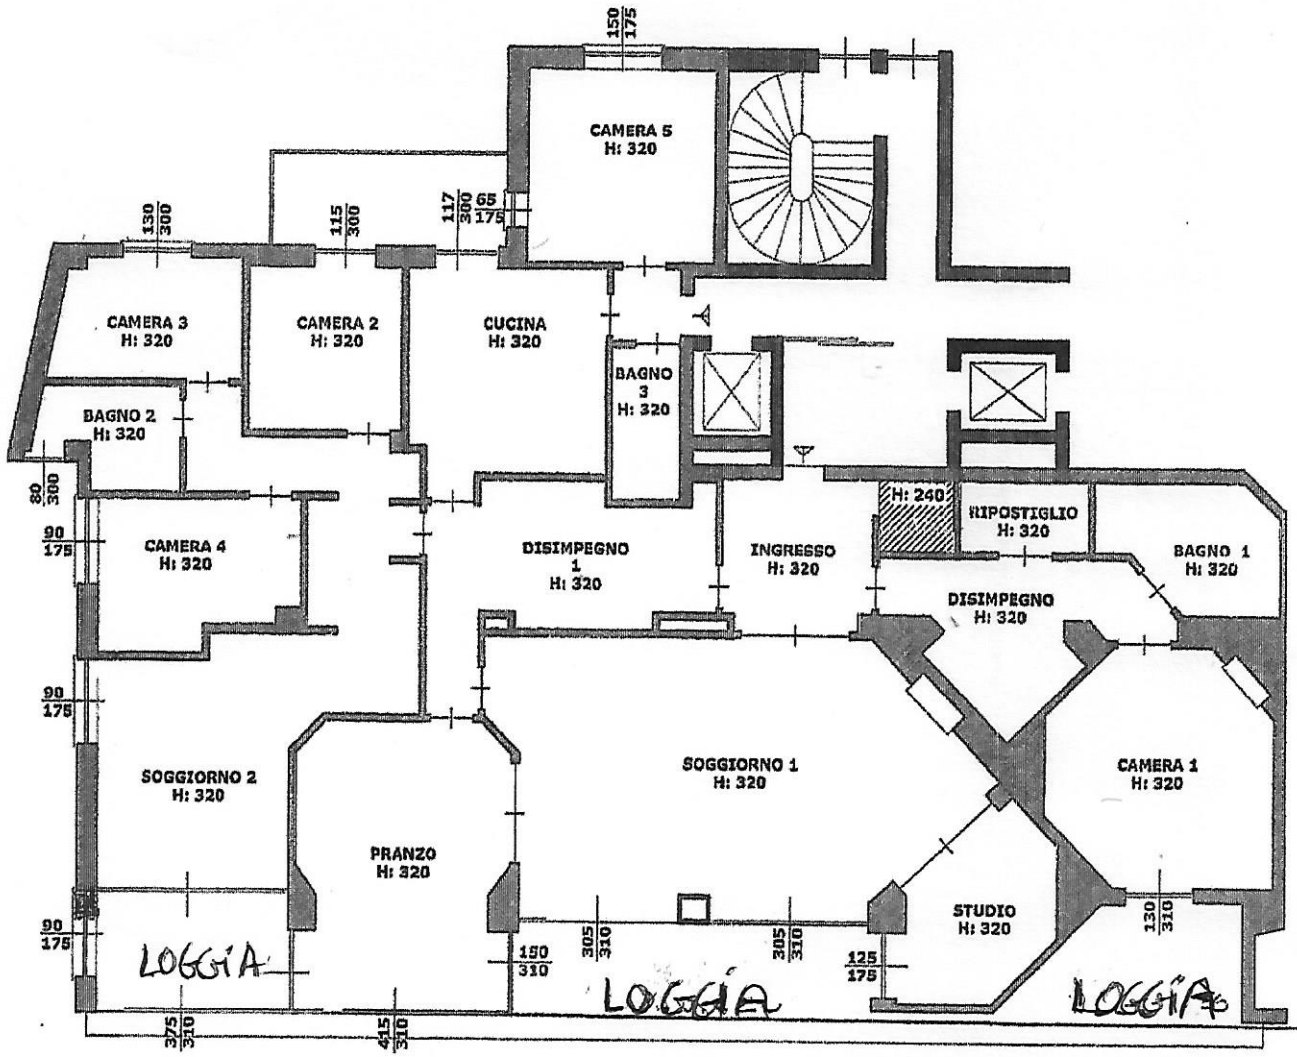 150
175
CAMERA 5
H: 320
130
300
115
300
117
300
65
175
CAMERA 3
H: 320
CAMERA 2
H: 320
CUCINA
H: 320
BAGNO
3
H: 320
BAGNO 2
H: 320
80
300
H: 240
RIPOSTIGLIO
H: 320
90
175
CAMERA 4
H: 320
DISIMPEGNO
1
H: 320
INGRESSO
H: 320
BAGNO 1
H: 320
DISIMPEGNO
H: 320
90
175
SOGGIORNO 2
H: 320
SOGGIORNO 1
H: 320
CAMERA 1
H: 320
PRANZO
H: 320
STUDIO
H: 320
90
175
LOGGIA
150
310
305
310
305
310
125
175
130
310
LOGGIA
LOGGIA
375
310
415
310